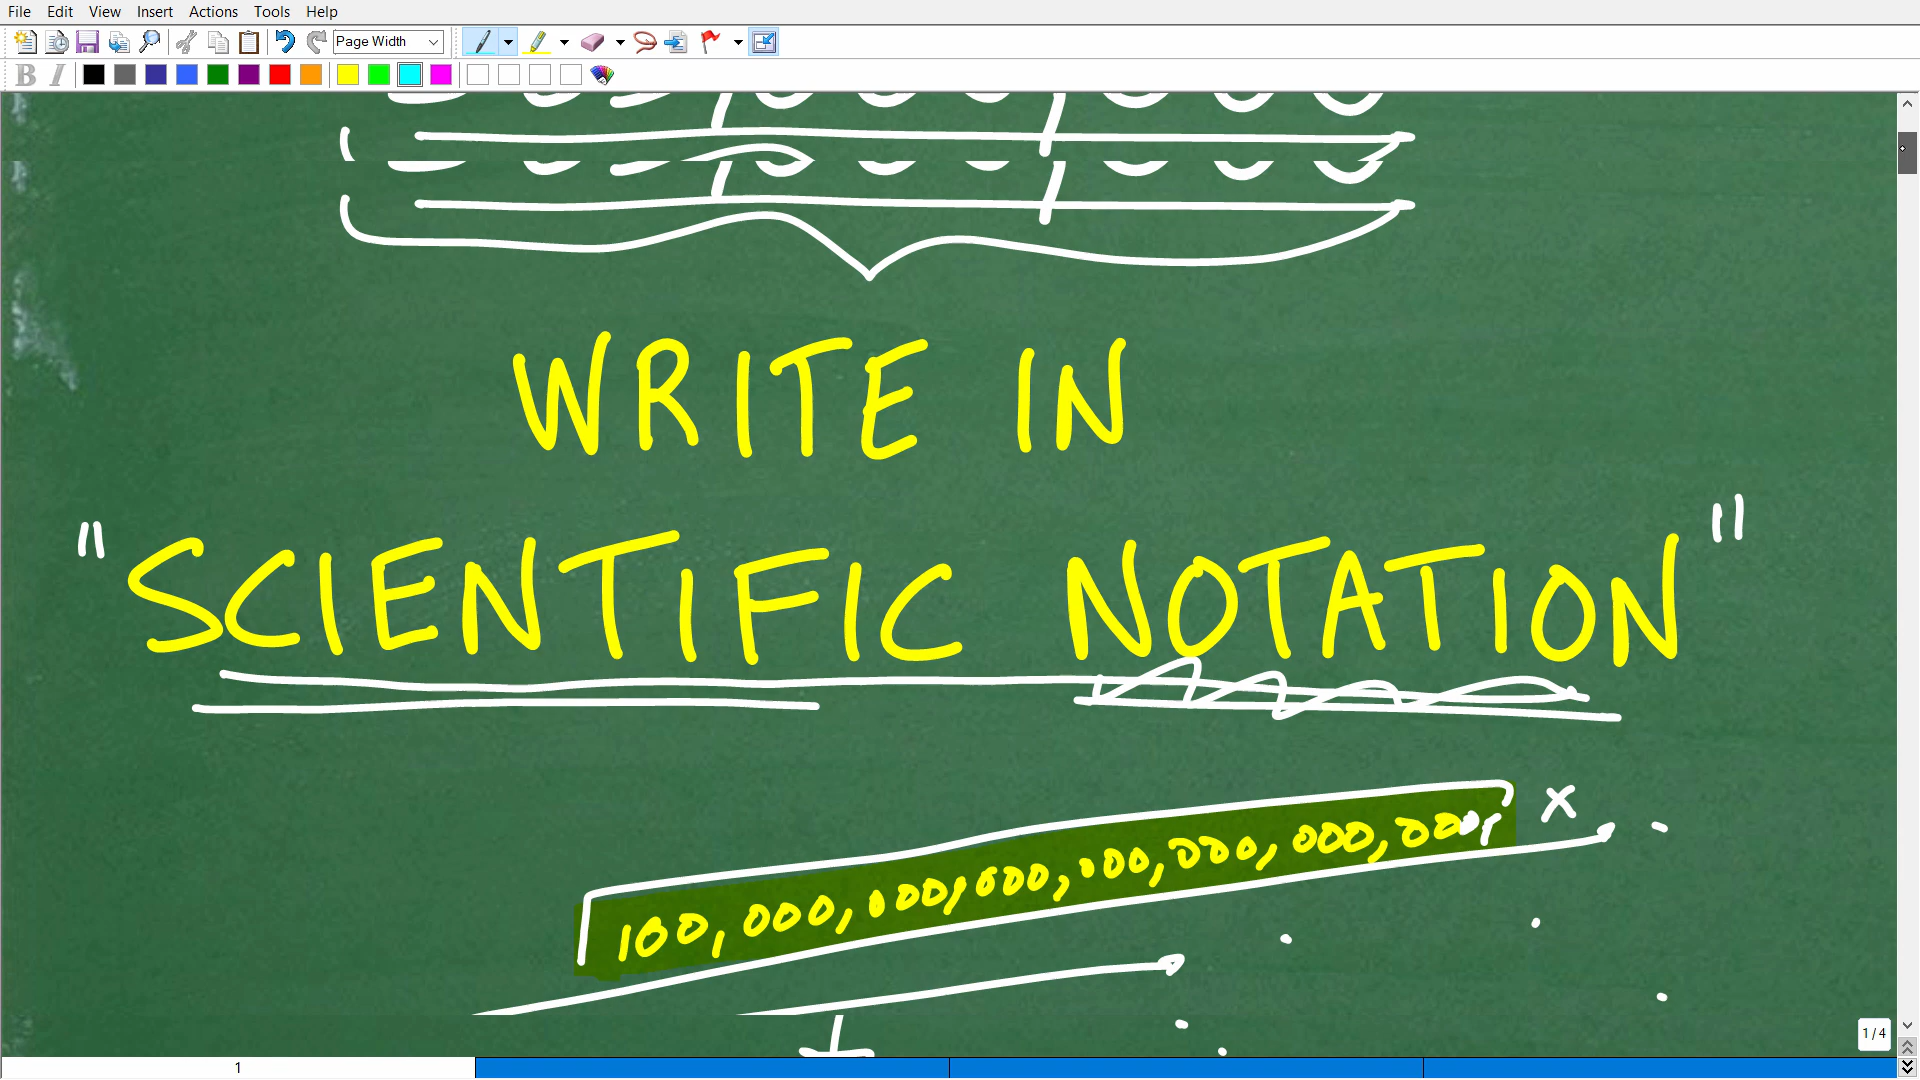 File Edit View Insert Actions Tools Help
Page Width
B I
WRITE IN
"SCIENTIFIC NOTATION"
100,000,000,000,000,000,000,000, x
1 / 4
1